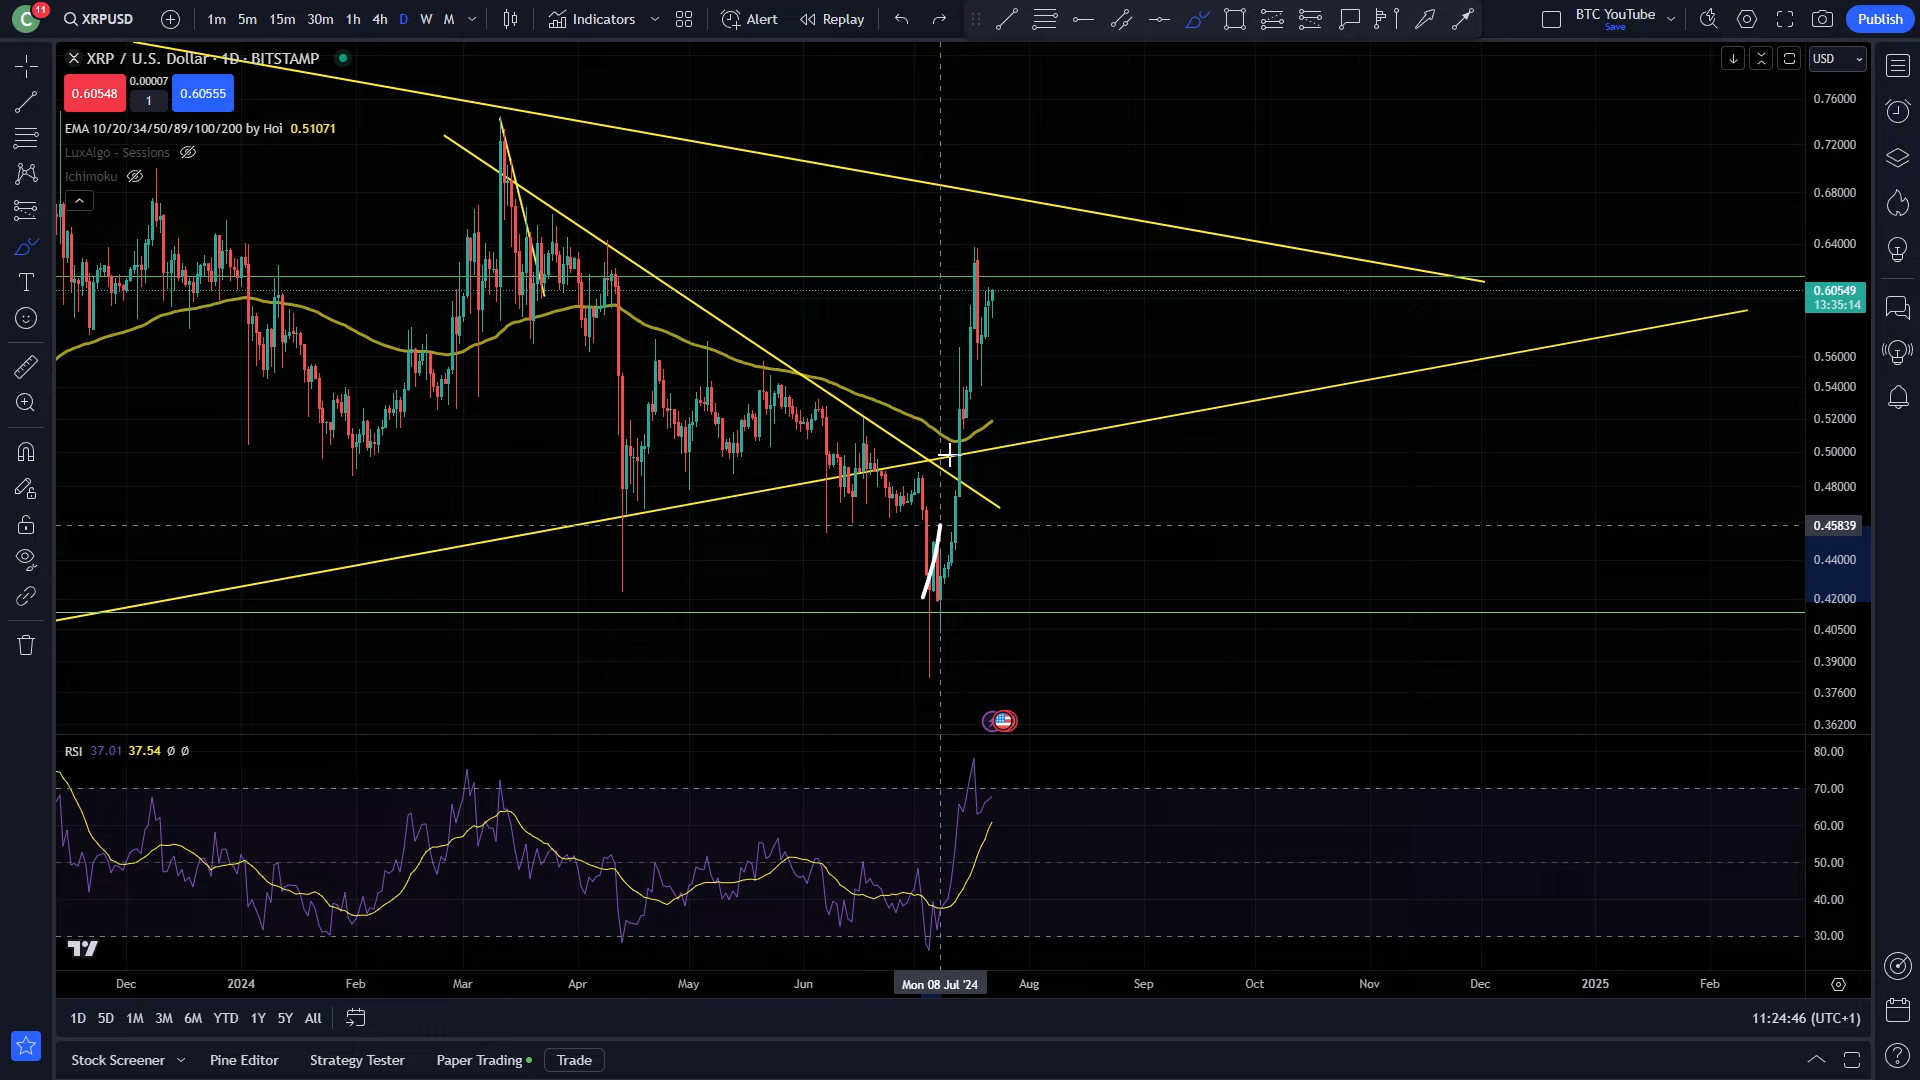 C 11 XRPUSD 1m 5m 15m 30m 1h 4h D W M Indicators Alert Replay BTC YouTube Save Publish
XRP / U.S. Dollar · 1D · BITSTAMP USD
0.60548 0.00007 1 0.60555
EMA 10/20/34/50/89/100/200 by Hoi 0.51071
LuxAlgo - Sessions
Ichimoku
0.76000
0.72000
0.68000
0.64000
0.60549
13:35:14
0.56000
0.54000
0.52000
0.50000
0.48000
0.45839
0.44000
0.42000
0.40500
0.39000
0.37600
0.36200
RSI 37.01 37.54 ø ø
80.00
70.00
60.00
50.00
40.00
30.00
Dec 2024 Feb Mar Apr May Jun Mon 08 Jul '24 Aug Sep Oct Nov Dec 2025 Feb
1D 5D 1M 3M 6M YTD 1Y 5Y All 11:24:46 (UTC+1)
Stock Screener Pine Editor Strategy Tester Paper Trading Trade